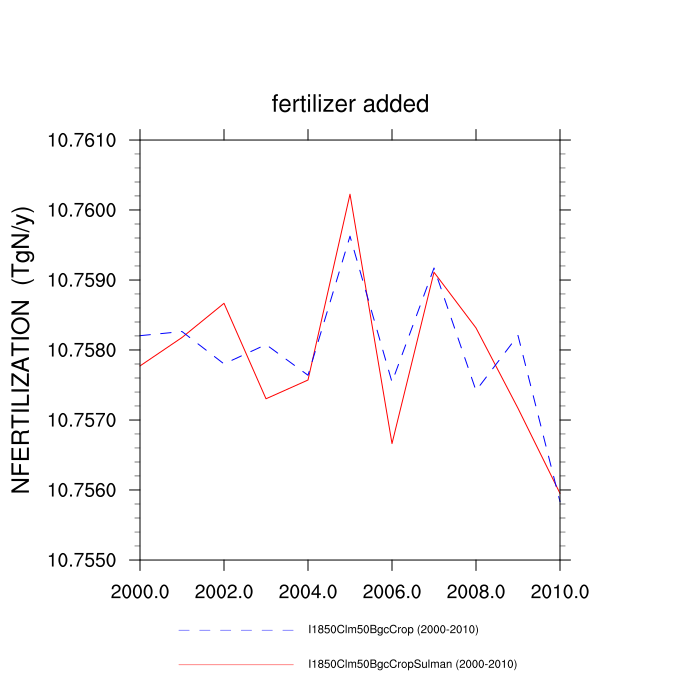 fertilizer added
NFERTILIZATION (TgN/y)
10.7610
10.7600
10.7590
10.7580
10.7570
10.7560
10.7550
2000.0 2002.0 2004.0 2006.0 2008.0 2010.0
I1850Clm50BgcCrop (2000-2010)
I1850Clm50BgcCropSulman (2000-2010)